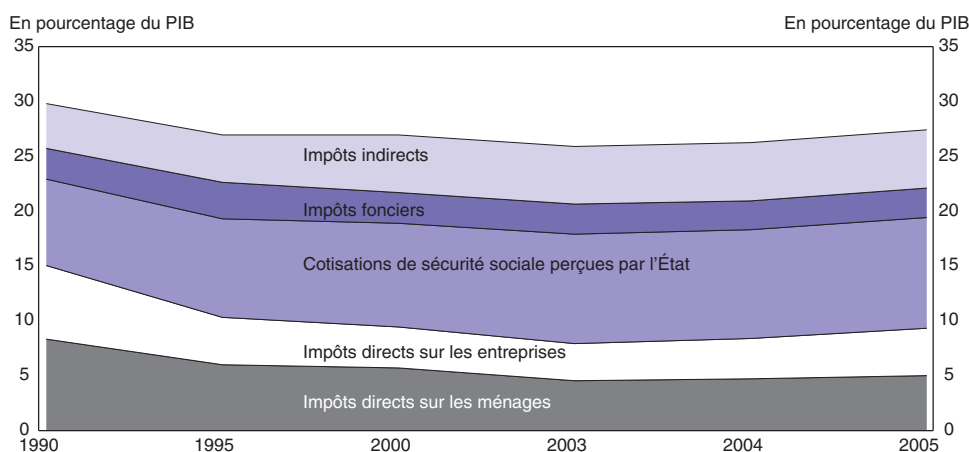 En pourcentage du PIB En pourcentage du PIB
35 35
30 30
Impôts indirects
25 25
Impôts fonciers
20 20
Cotisations de sécurité sociale perçues par l'État
15 15
10 10
Impôts directs sur les entreprises
5 5
Impôts directs sur les ménages
0 0
1990 1995 2000 2003 2004 2005